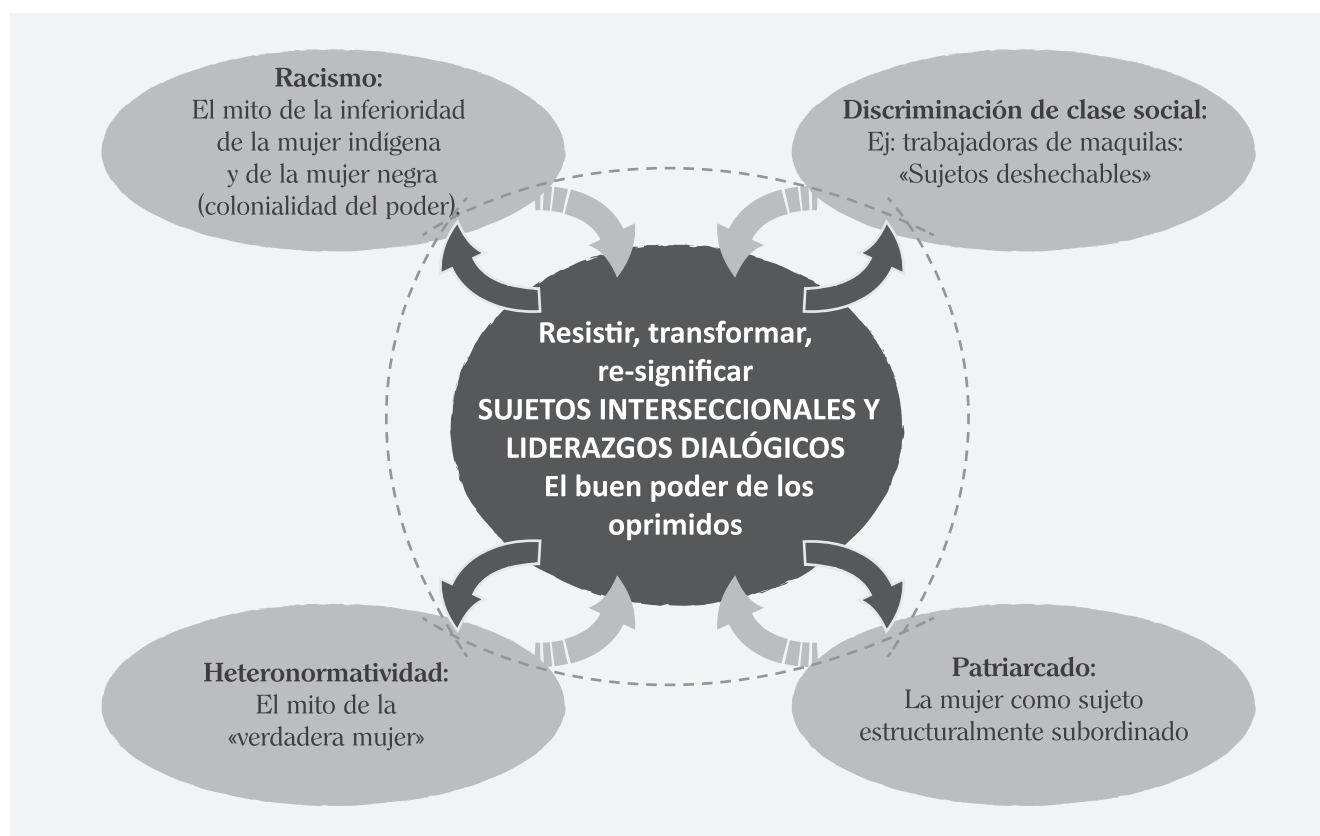 Racismo:
El mito de la inferioridad
de la mujer indígena
y de la mujer negra
(colonialidad del poder).
Discriminación de clase social:
Ej: trabajadoras de maquilas:
«Sujetos deshechables»
Resistir, transformar,
re-significar
SUJETOS INTERSECCIONALES Y
LIDERAZGOS DIALÓGICOS
El buen poder de los
oprimidos
Heteronormatividad:
El mito de la
«verdadera mujer»
Patriarcado:
La mujer como sujeto
estructuralmente subordinado